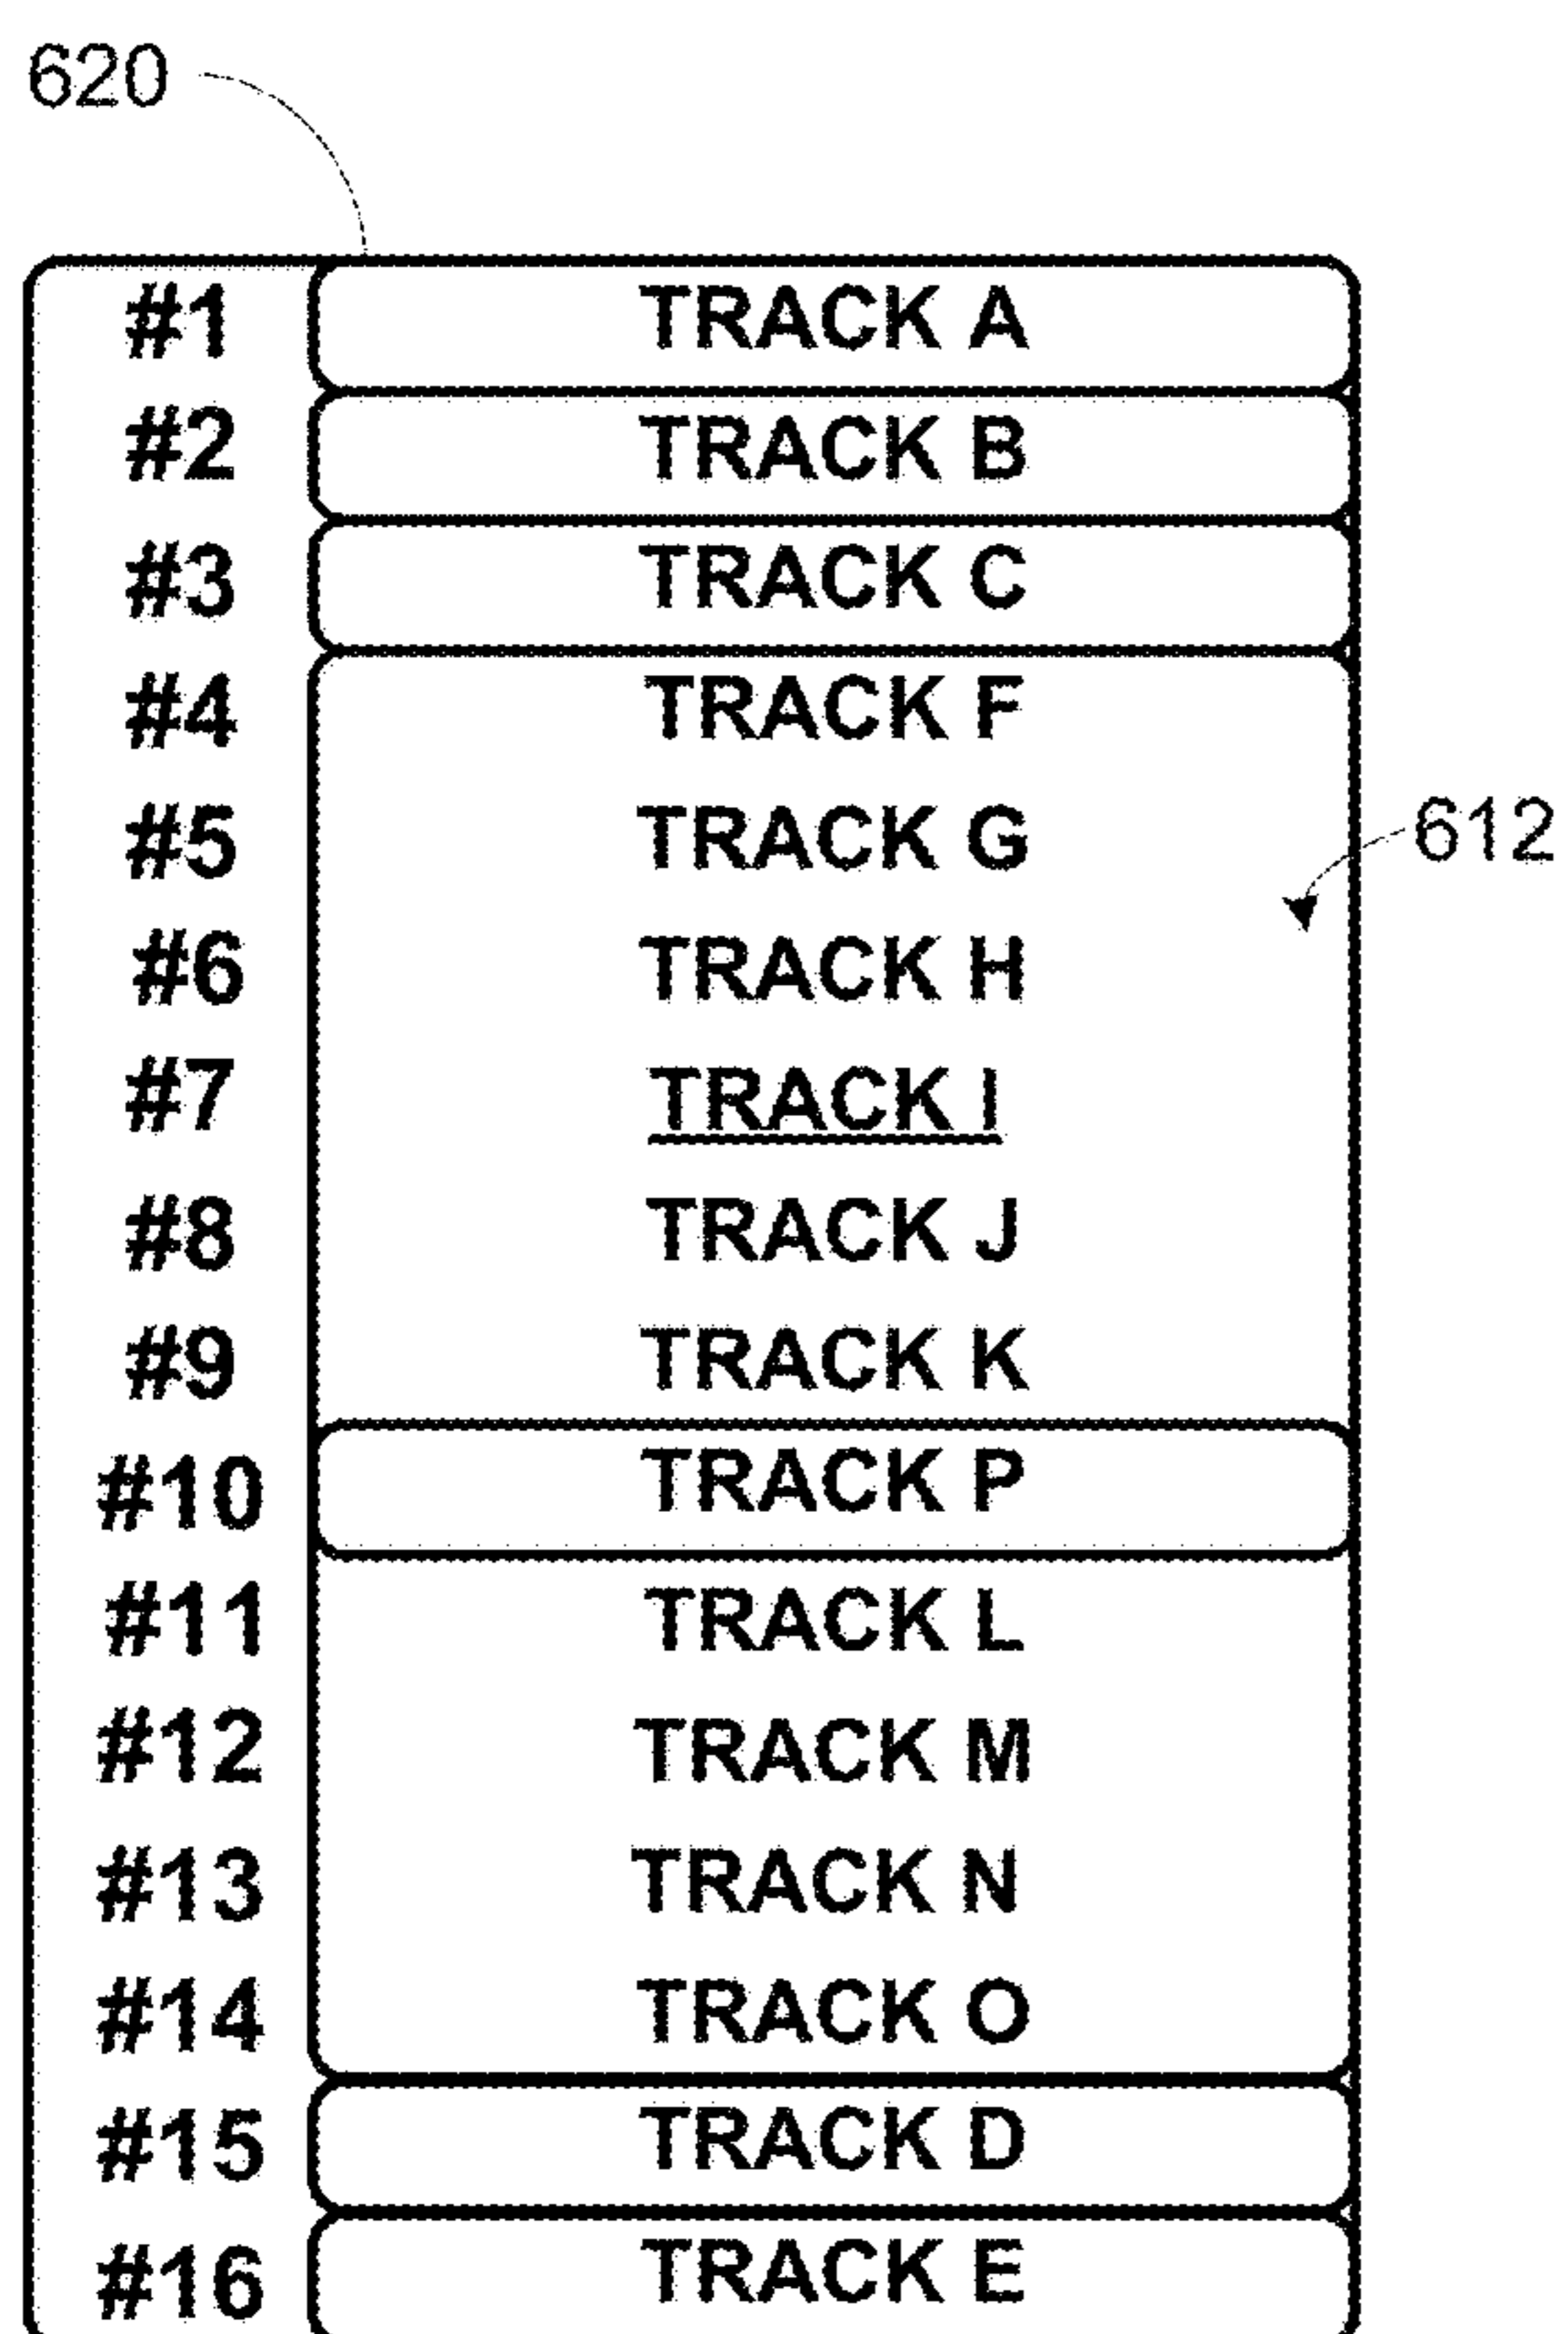 620
#1 TRACK A
#2 TRACK B
#3 TRACK C
#4 TRACK F
#5 TRACK G
612
#6 TRACK H
#7 TRACK I
#8 TRACK J
#9 TRACK K
#10 TRACK P
#11 TRACK L
#12 TRACK M
#13 TRACK N
#14 TRACK O
#15 TRACK D
#16 TRACK E